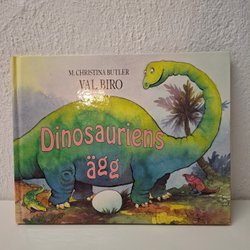 M. CHRISTINA BUTLER
VAL BIRO
Dinosauriens
ägg